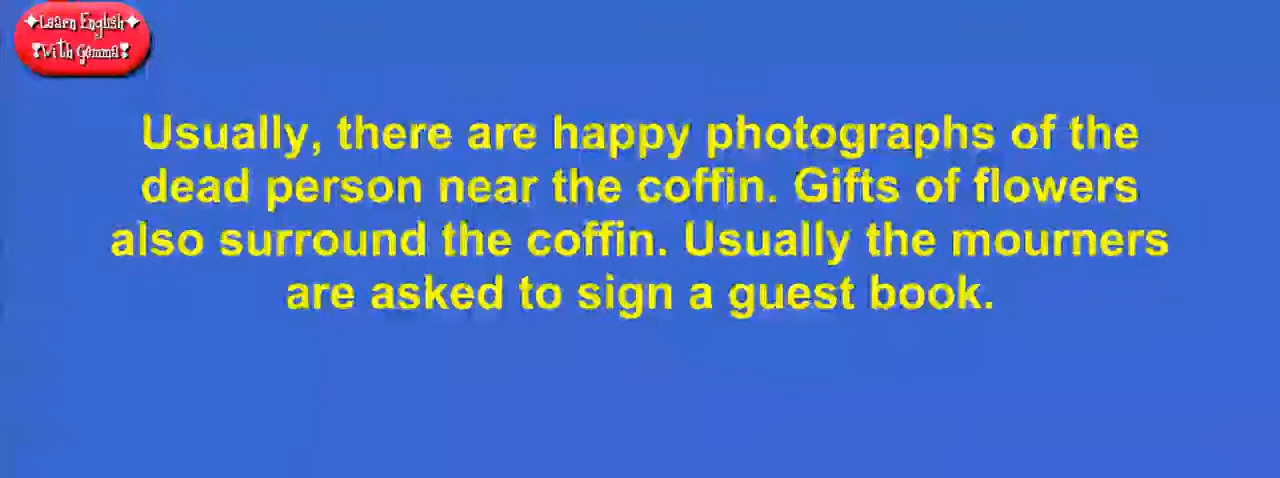 Learn English
With Gemma
Usually, there are happy photographs of the
dead person near the coffin. Gifts of flowers
also surround the coffin. Usually the mourners
are asked to sign a guest book.